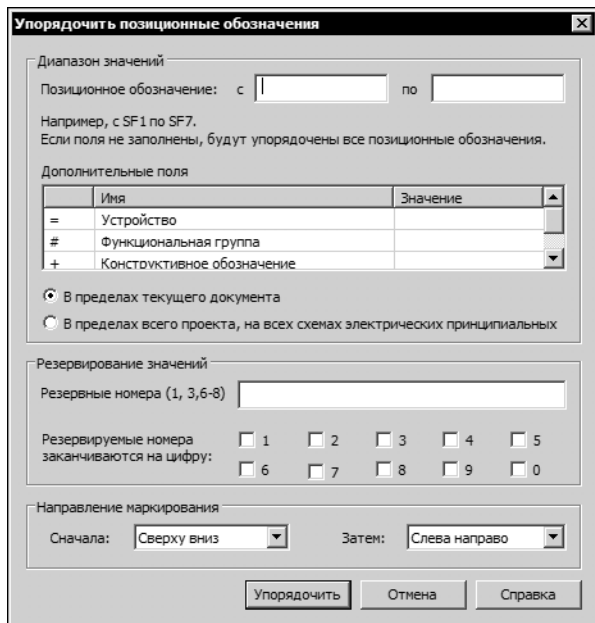 Упорядочить позиционные обозначения
Диапазон значений
Позиционное обозначение: с по
Например, с SF1 по SF7.
Если поля не заполнены, будут упорядочены все позиционные обозначения.
Дополнительные поля
Имя Значение
= Устройство
# Функциональная группа
+ Конструктивное обозначение
В пределах текущего документа
В пределах всего проекта, на всех схемах электрических принципиальных
Резервирование значений
Резервные номера (1, 3,6-8)
Резервируемые номера
заканчиваются на цифру:
1 2 3 4 5
6 7 8 9 0
Направление маркирования
Сначала: Сверху вниз Затем: Слева направо
Упорядочить Отмена Справка